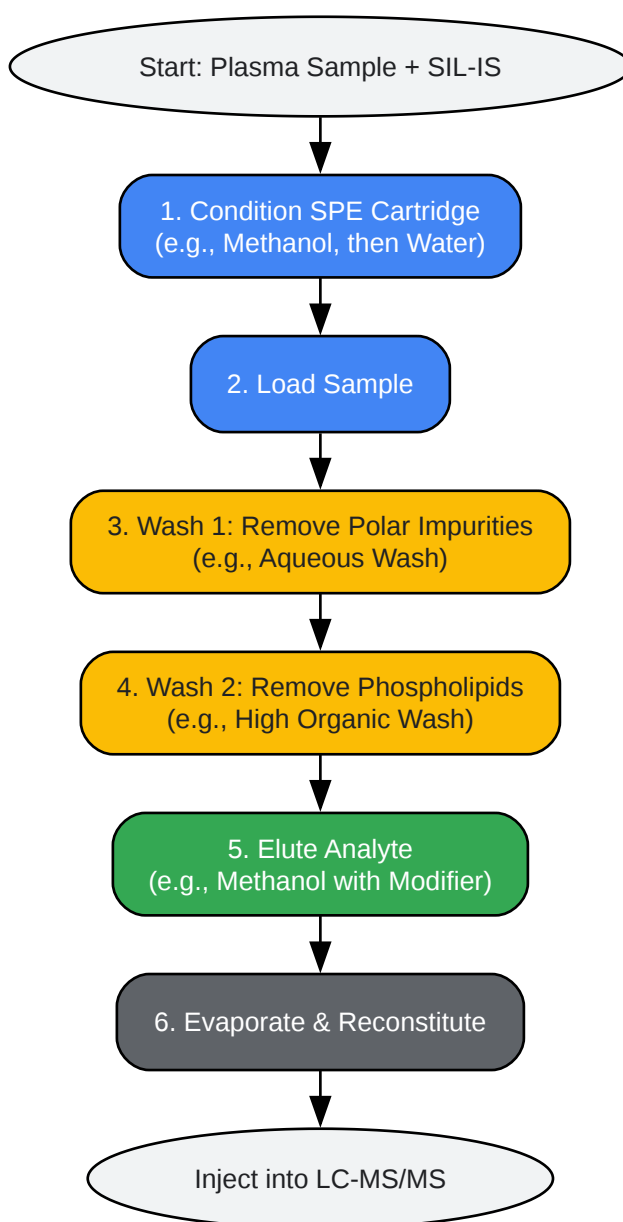 Start: Plasma Sample + SIL-IS
1. Condition SPE Cartridge
(e.g., Methanol, then Water)
2. Load Sample
3. Wash 1: Remove Polar Impurities
(e.g., Aqueous Wash)
4. Wash 2: Remove Phospholipids
(e.g., High Organic Wash)
5. Elute Analyte
(e.g., Methanol with Modifier)
6. Evaporate & Reconstitute
Inject into LC-MS/MS